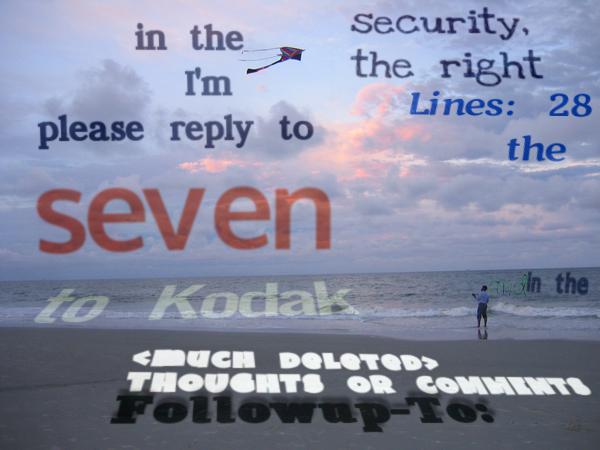 in the
I'm
please reply to
security,
the right
Lines: 28
the
seven
to Kodak
and
In the
<MUCH DELETED>
THOUGHTS OR COMMENTS
Followup-To: